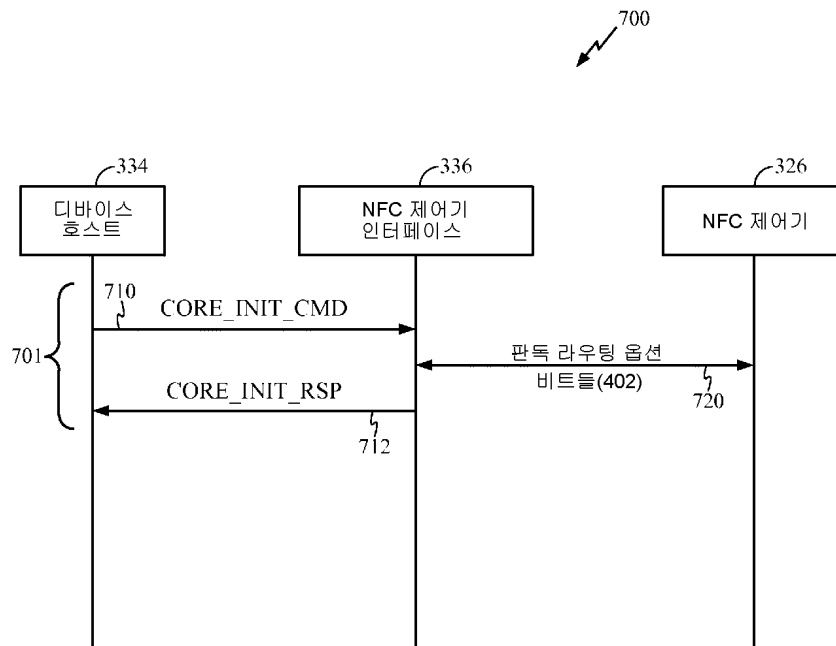 700
334
336
326
디바이스
호스트
NFC 제어기
인터페이스
NFC 제어기
710
CORE_INIT_CMD
701
판독 라우팅 옵션
비트들(402)
720
CORE_INIT_RSP
712